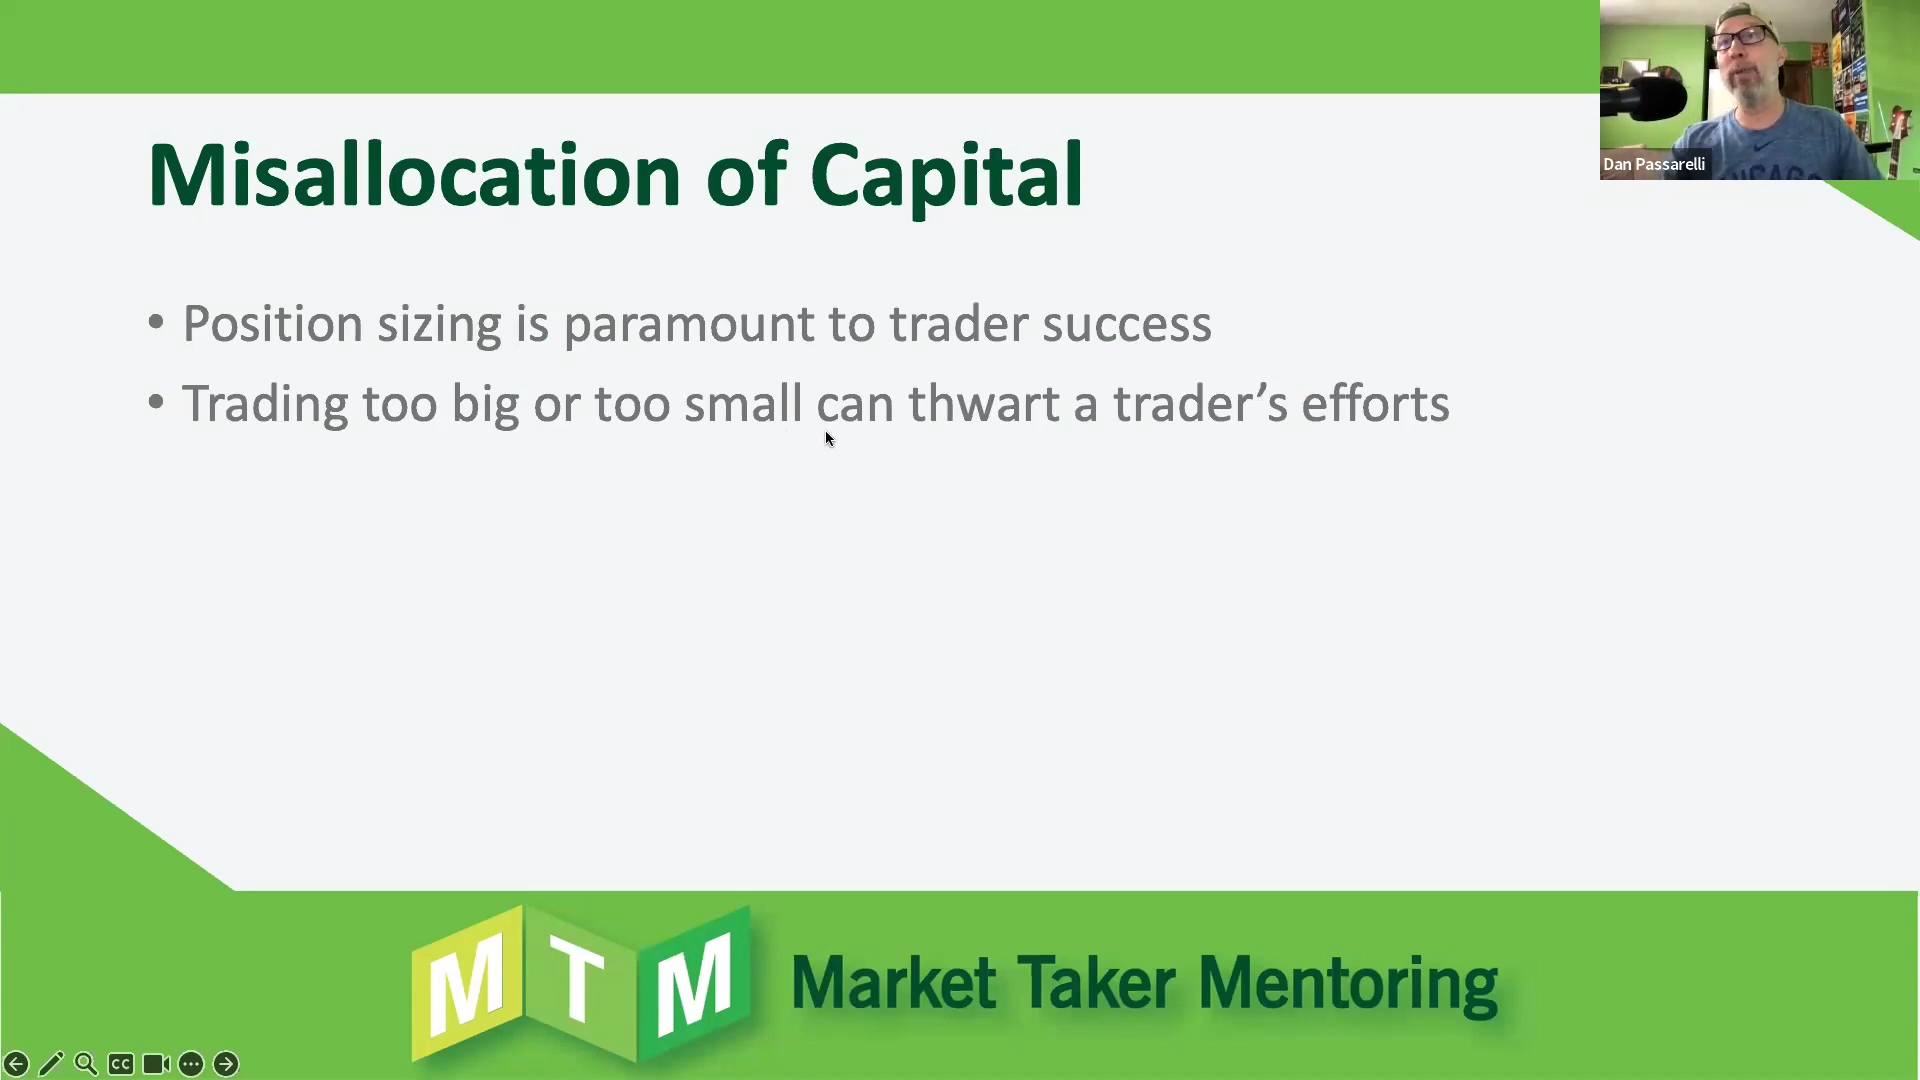 Misallocation of Capital
Dan Passarelli
• Position sizing is paramount to trader success
• Trading too big or too small can thwart a trader’s efforts
MTM Market Taker Mentoring
CC